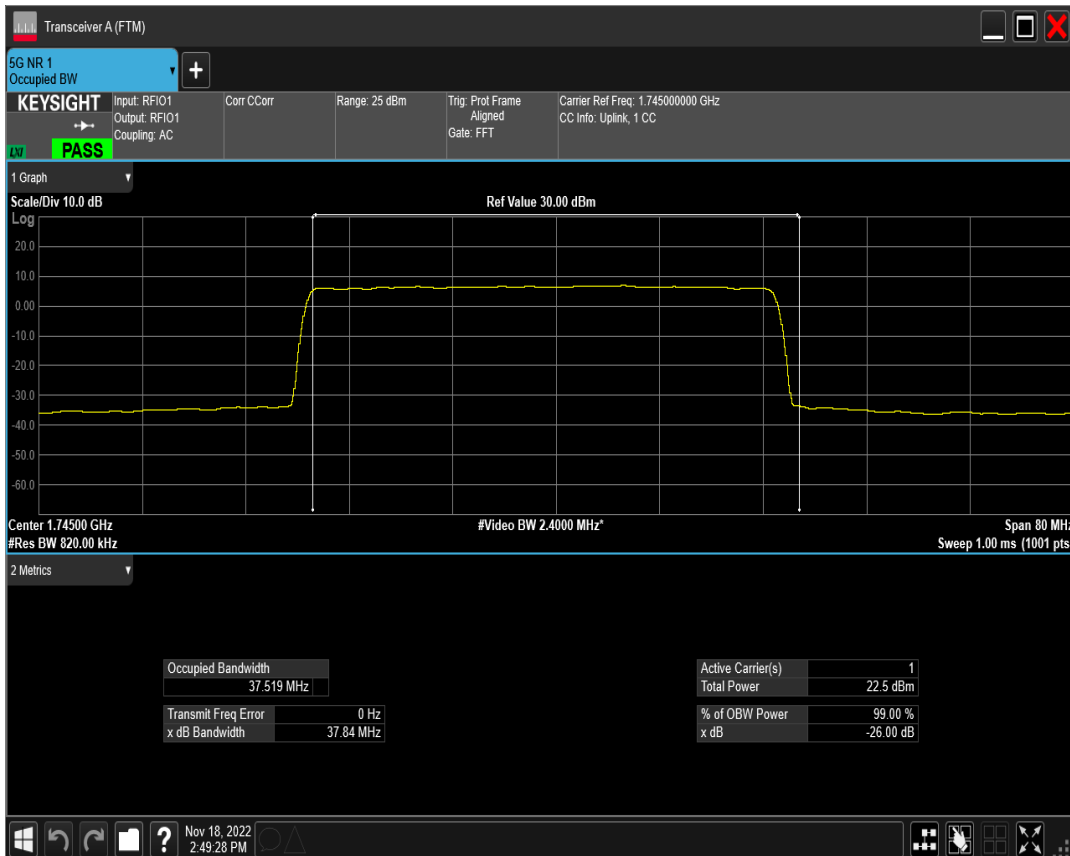 Transceiver A (FTM)
5G NR 1
Occupied BW
+
KEYSIGHT
LXI
PASS
Input: RFIO1
Output: RFIO1
Coupling: AC
Corr CCorr
Range: 25 dBm
Trig: Prot Frame
Aligned
Gate: FFT
Carrier Ref Freq: 1.745000000 GHz
CC Info: Uplink, 1 CC
1 Graph
Scale/Div 10.0 dB
Ref Value 30.00 dBm
Log
20.0
10.0
0.00
-10.0
-20.0
-30.0
-40.0
-50.0
-60.0
Center 1.74500 GHz
#Video BW 2.4000 MHz*
Span 80 MHz
#Res BW 820.00 kHz
Sweep 1.00 ms (1001 pts
2 Metrics
Occupied Bandwidth
37.519 MHz
Transmit Freq Error 0 Hz
x dB Bandwidth 37.84 MHz
Active Carrier(s) 1
Total Power 22.5 dBm
% of OBW Power 99.00 %
x dB -26.00 dB
?
Nov 18, 2022
2:49:28 PM